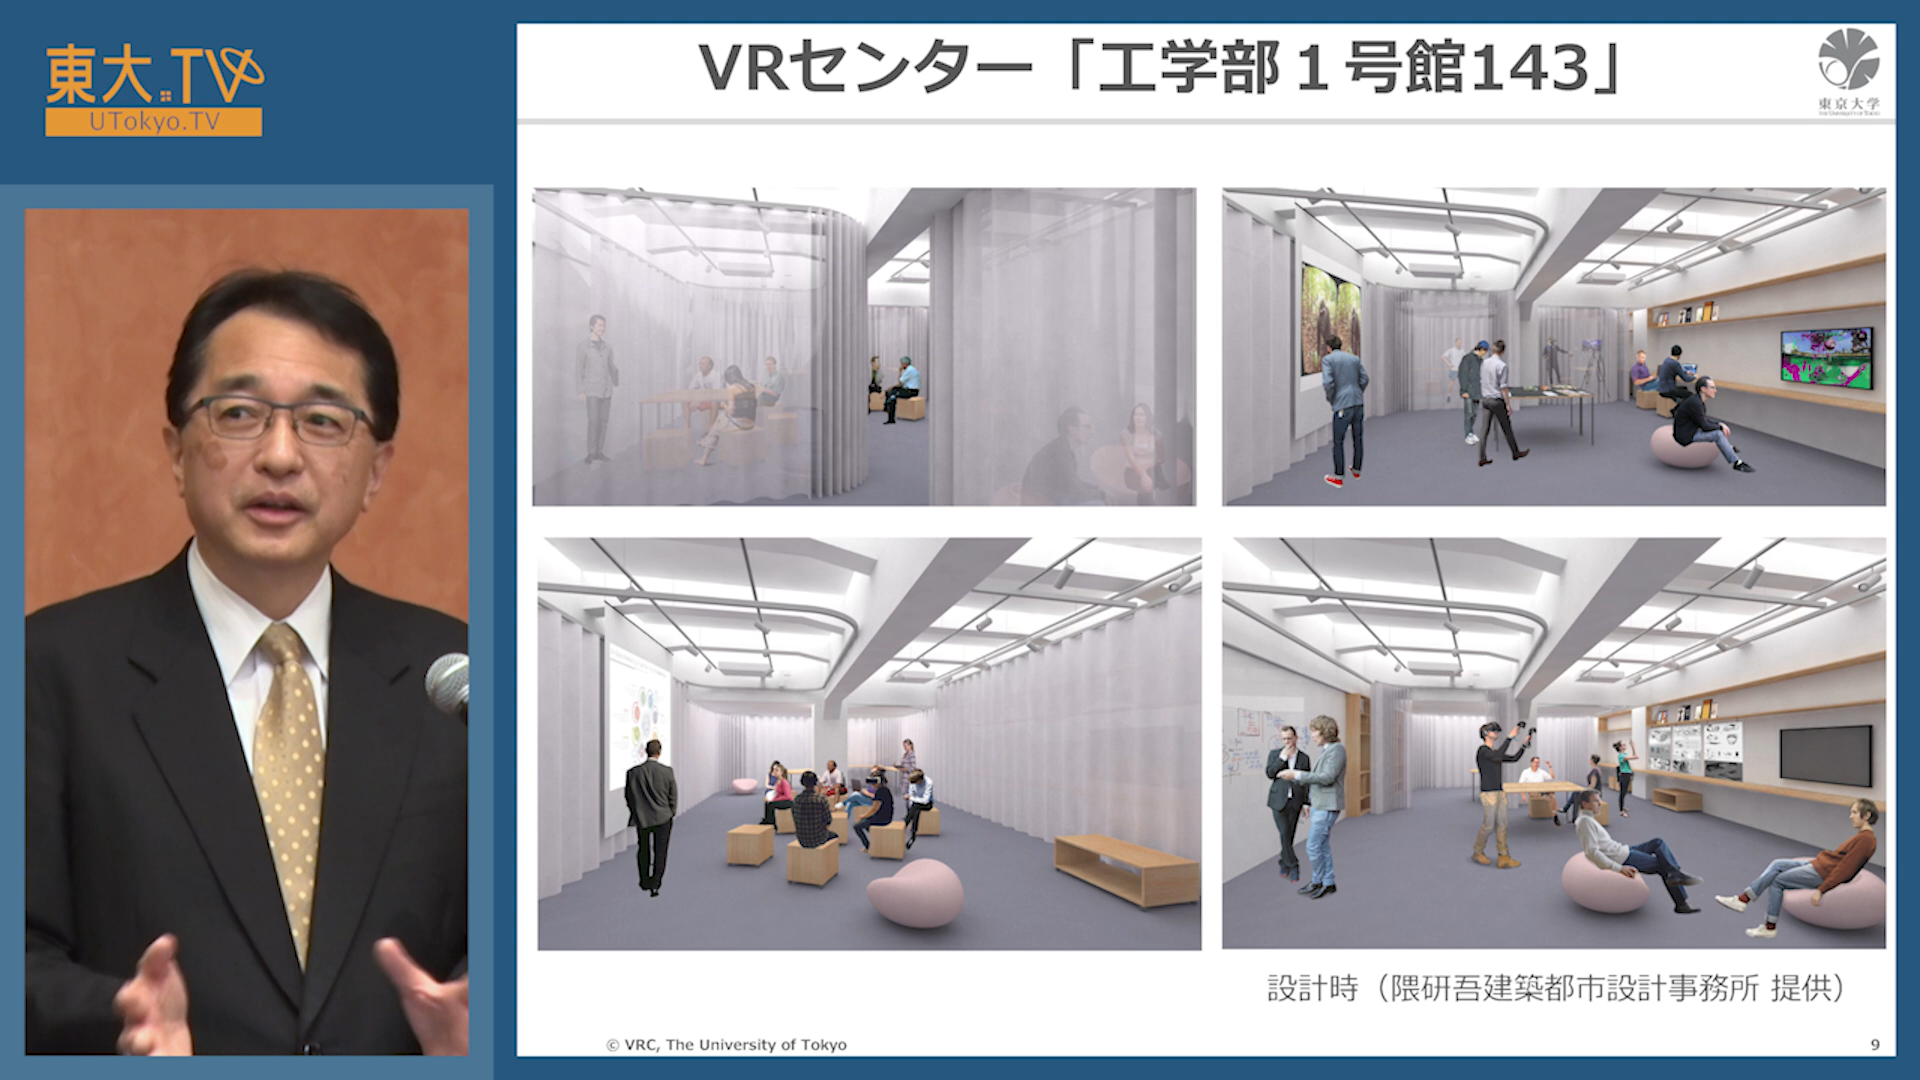 東大.TV
UTokyo.TV
VRセンター「工学部１号館143」
東京大学
設計時（隈研吾建築都市設計事務所 提供）
© VRC, The University of Tokyo
9